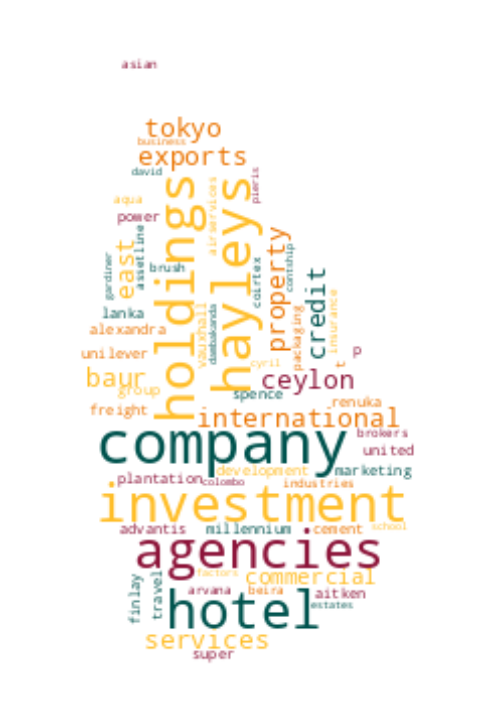 asian
tokyo
business
exports
david
holdings
hayleys
airservices
pieris
aqua
power
east
assetline
gardiner
brush
property
contship
coirtex
credit
insurance
lanka
alexandra
vauxhall
dambakanda
packaging
unilever
t
p
cyril
baur
group
ceylon
spence
renuka
freight
international
company
brokers
united
development
marketing
plantation
colombo
industries
investment
advantis
millennium
cement
school
agencies
factors
commercial
finlay
travel
arvana
beira
aitken
hotel
estates
services
super